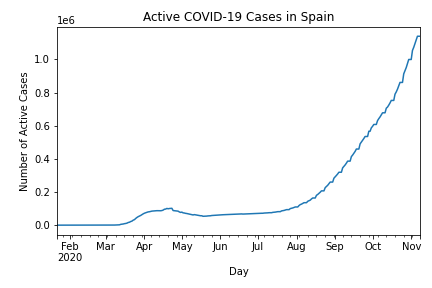 Active COVID-19 Cases in Spain
1e6
1.0
0.8
0.6
0.4
0.2
0.0
Number of Active Cases
Feb Mar Apr May Jun Jul Aug Sep Oct Nov
2020
Day